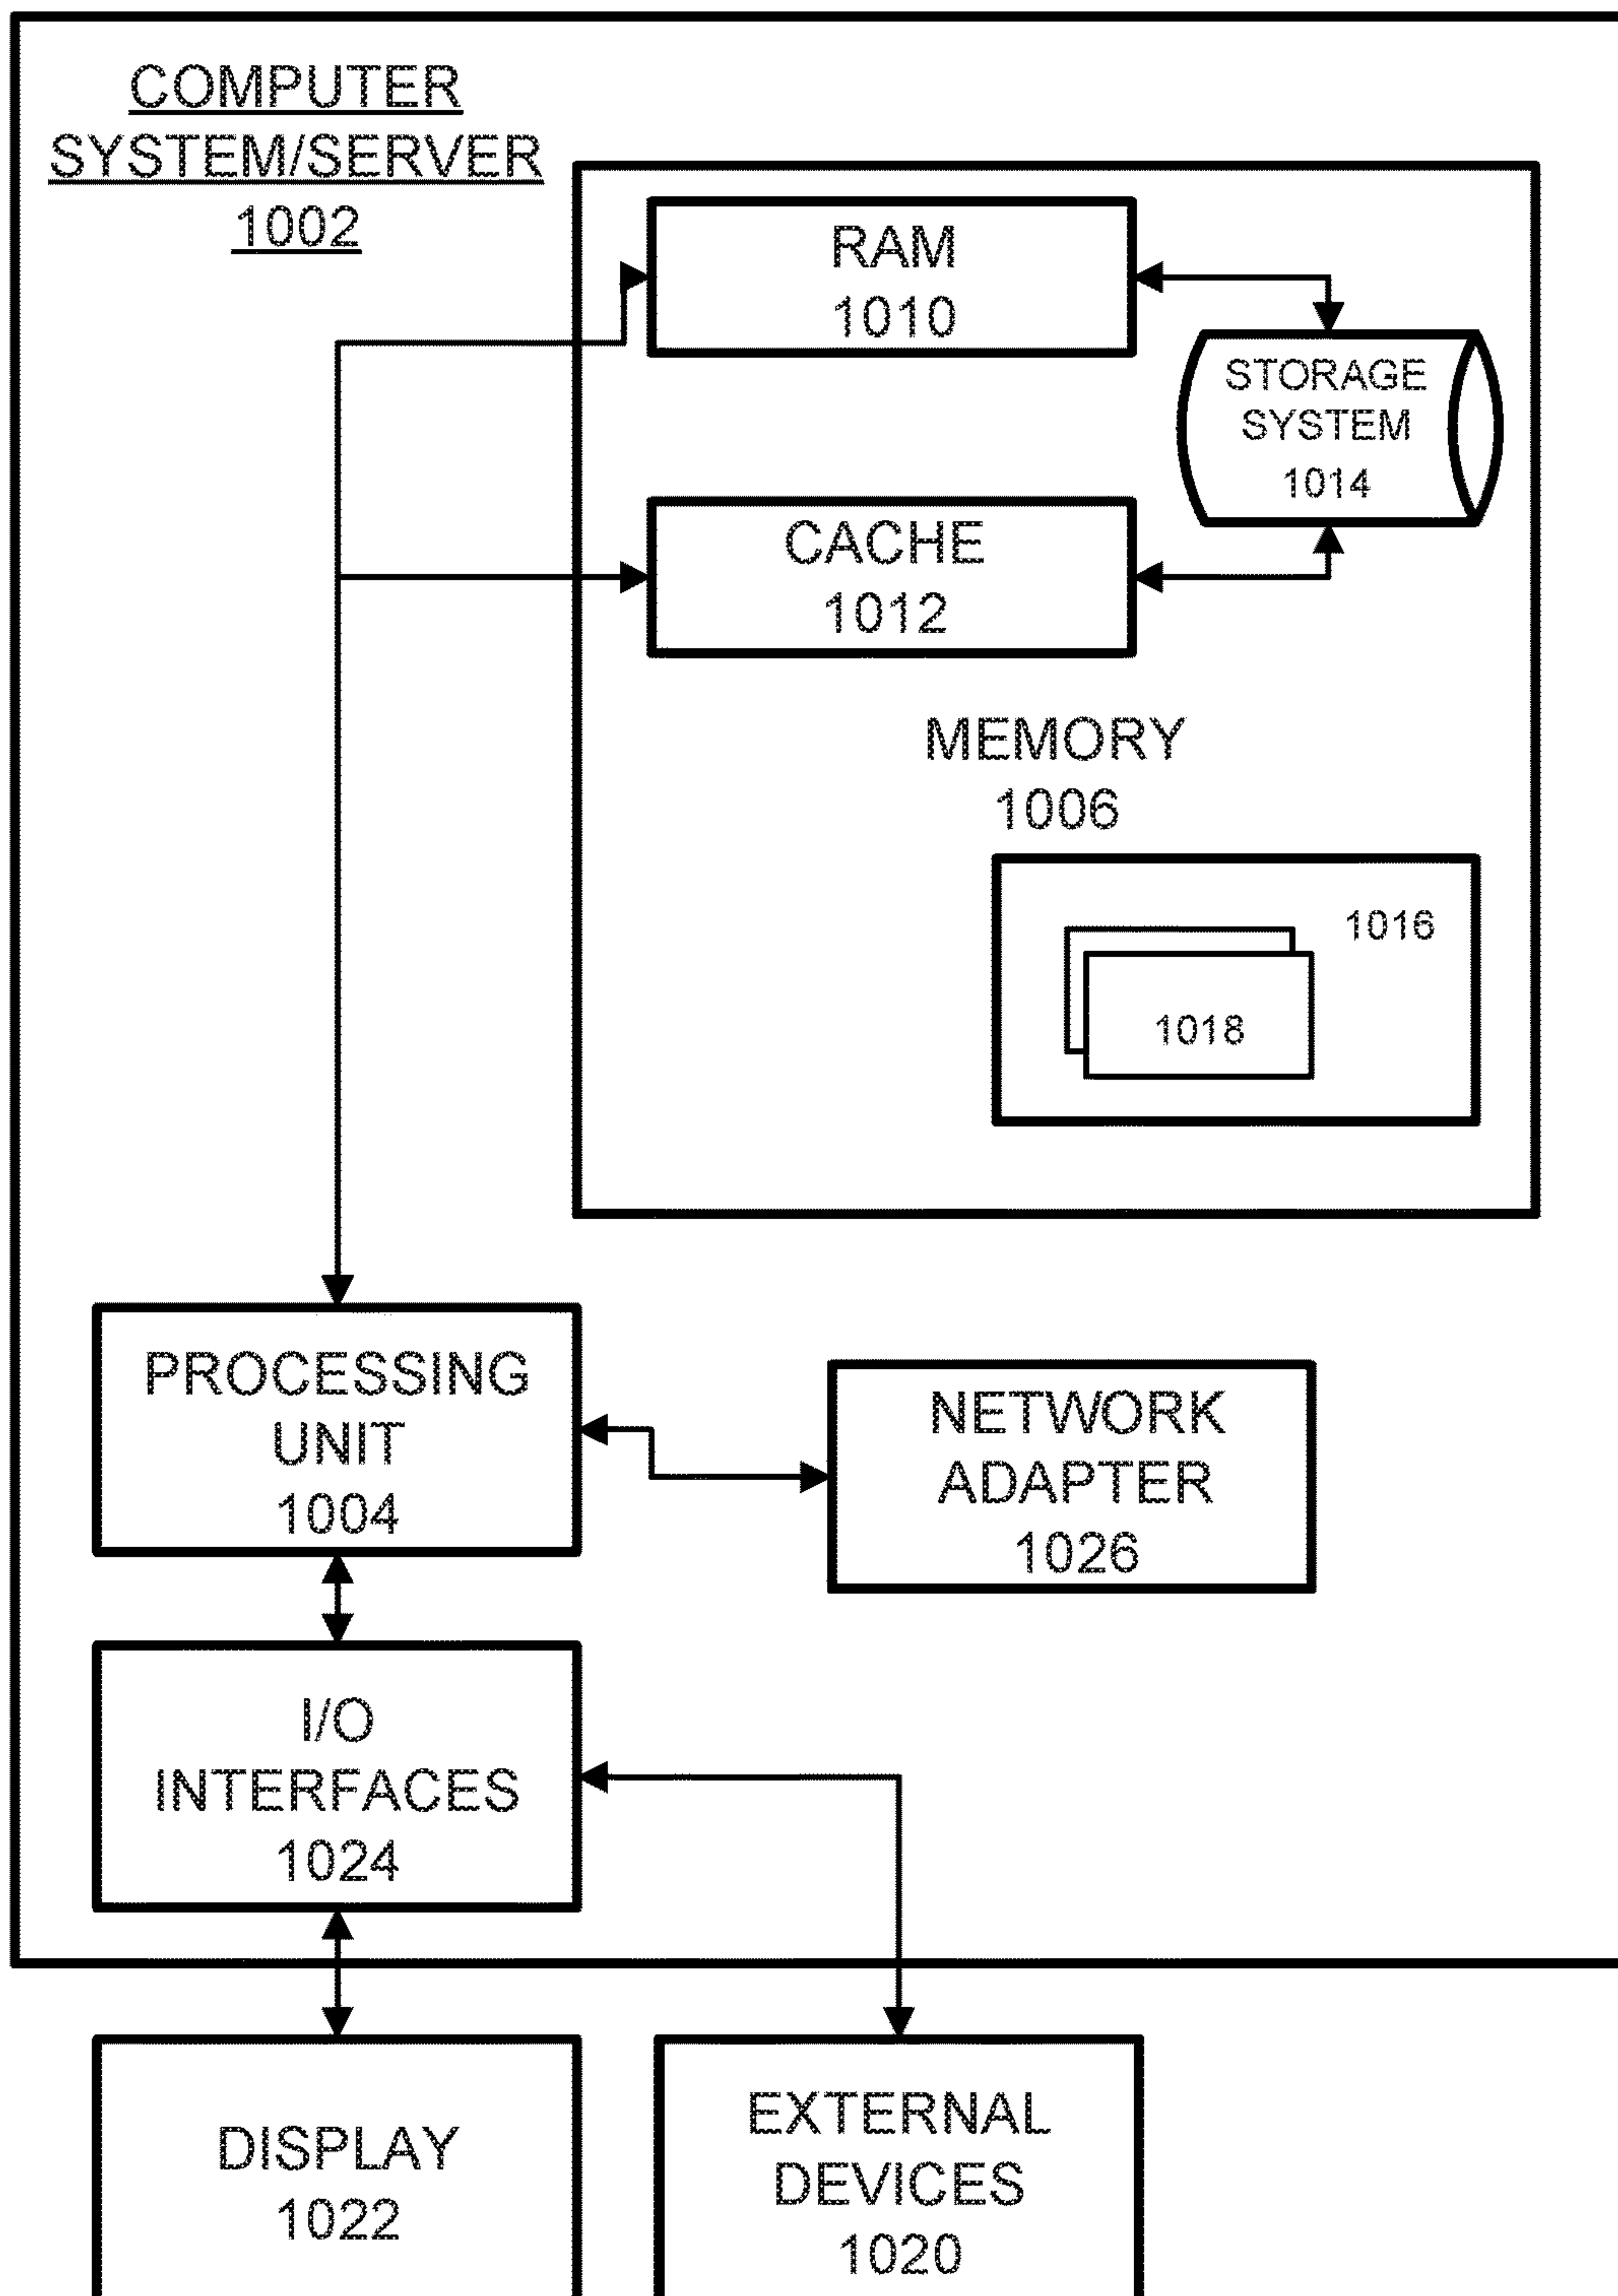 COMPUTER
SYSTEM/SERVER
1002
RAM
1010
STORAGE
SYSTEM
1014
CACHE
1012
MEMORY
1006
1016
1018
PROCESSING
UNIT
1004
NETWORK
ADAPTER
1026
I/O
INTERFACES
1024
DISPLAY
1022
EXTERNAL
DEVICES
1020